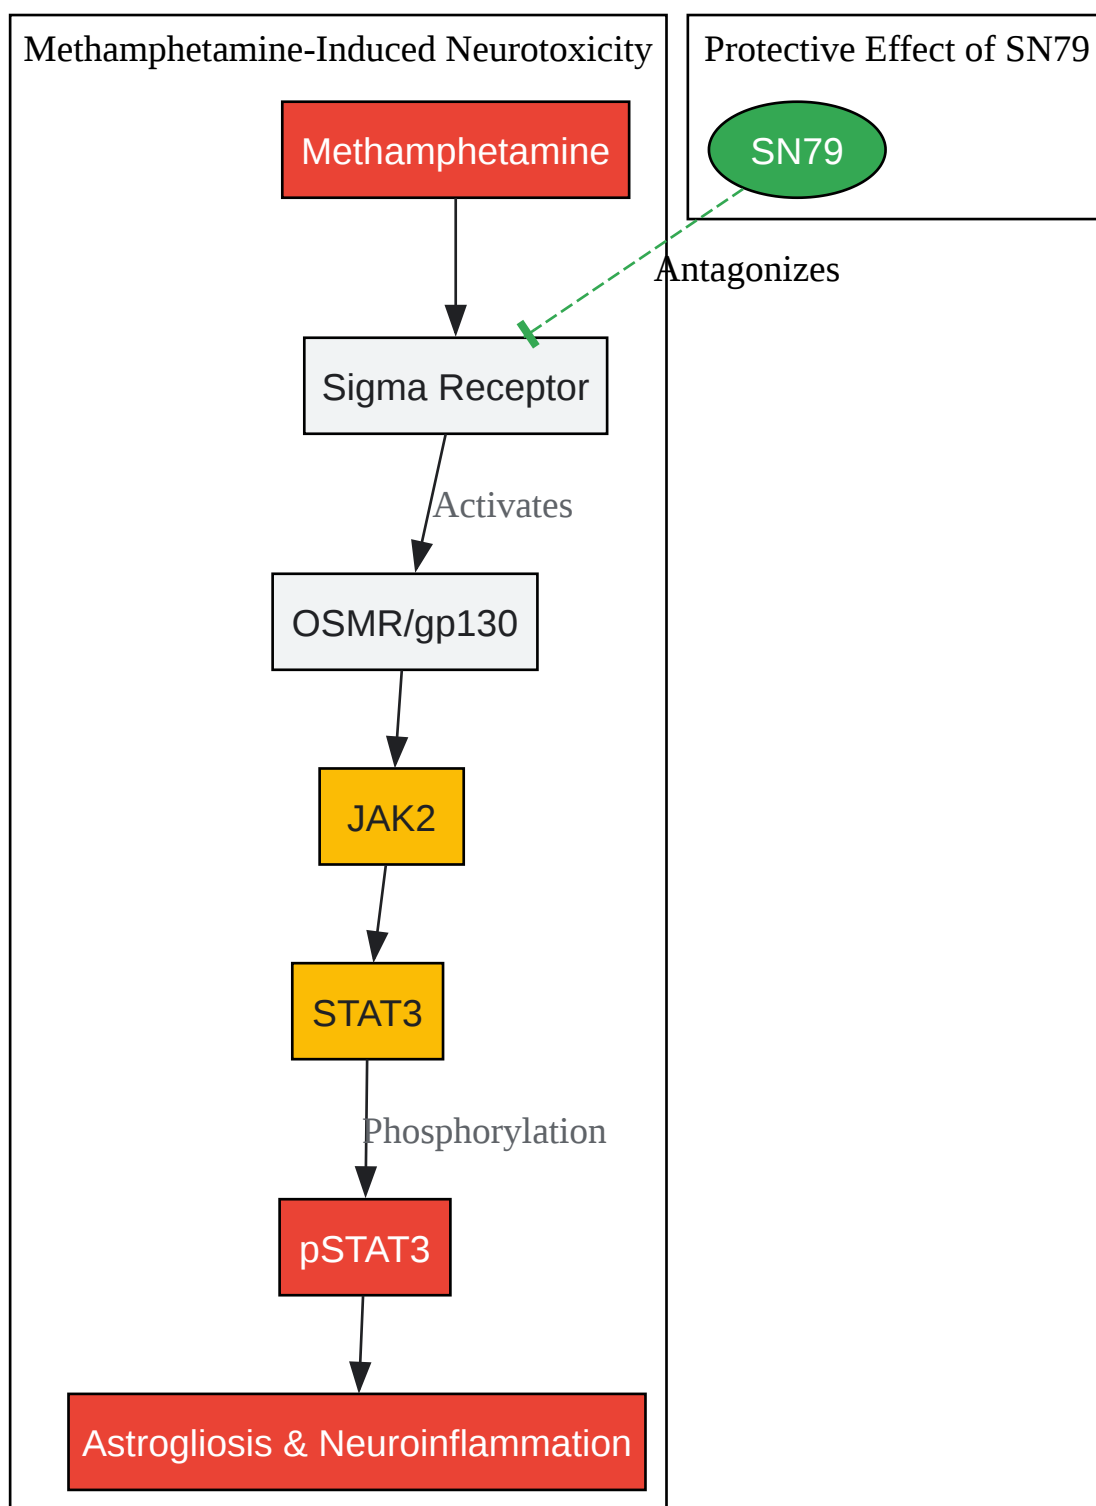 Methamphetamine-Induced Neurotoxicity
Protective Effect of SN79
Methamphetamine
SN79
Antagonizes
Sigma Receptor
Activates
OSMR/gp130
JAK2
STAT3
Phosphorylation
pSTAT3
Astrogliosis & Neuroinflammation